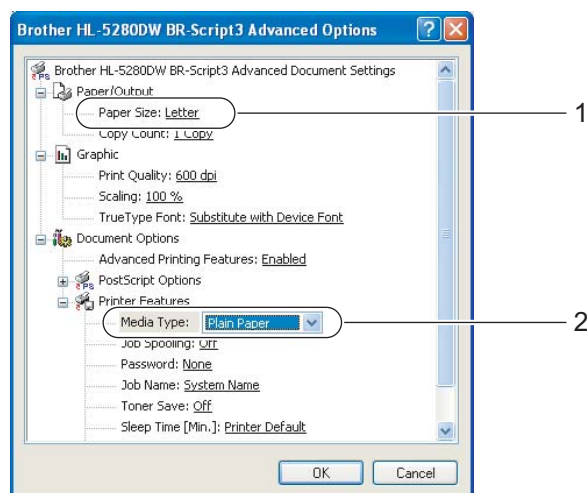 Brother HL-5280DW BR-Script3 Advanced Options
Brother HL-5280DW BR-Script3 Advanced Document Settings
Paper/Output
Paper Size: Letter
1
Copy Count: 1 Copy
Graphic
Print Quality: 600 dpi
Scaling: 100 %
TrueType Font: Substitute with Device Font
Document Options
Advanced Printing Features: Enabled
PostScript Options
Printer Features
Media Type: Plain Paper
2
Job Spooling: Off
Password: None
Job Name: System Name
Toner Save: Off
Sleep Time [Min.]: Printer Default
OK Cancel